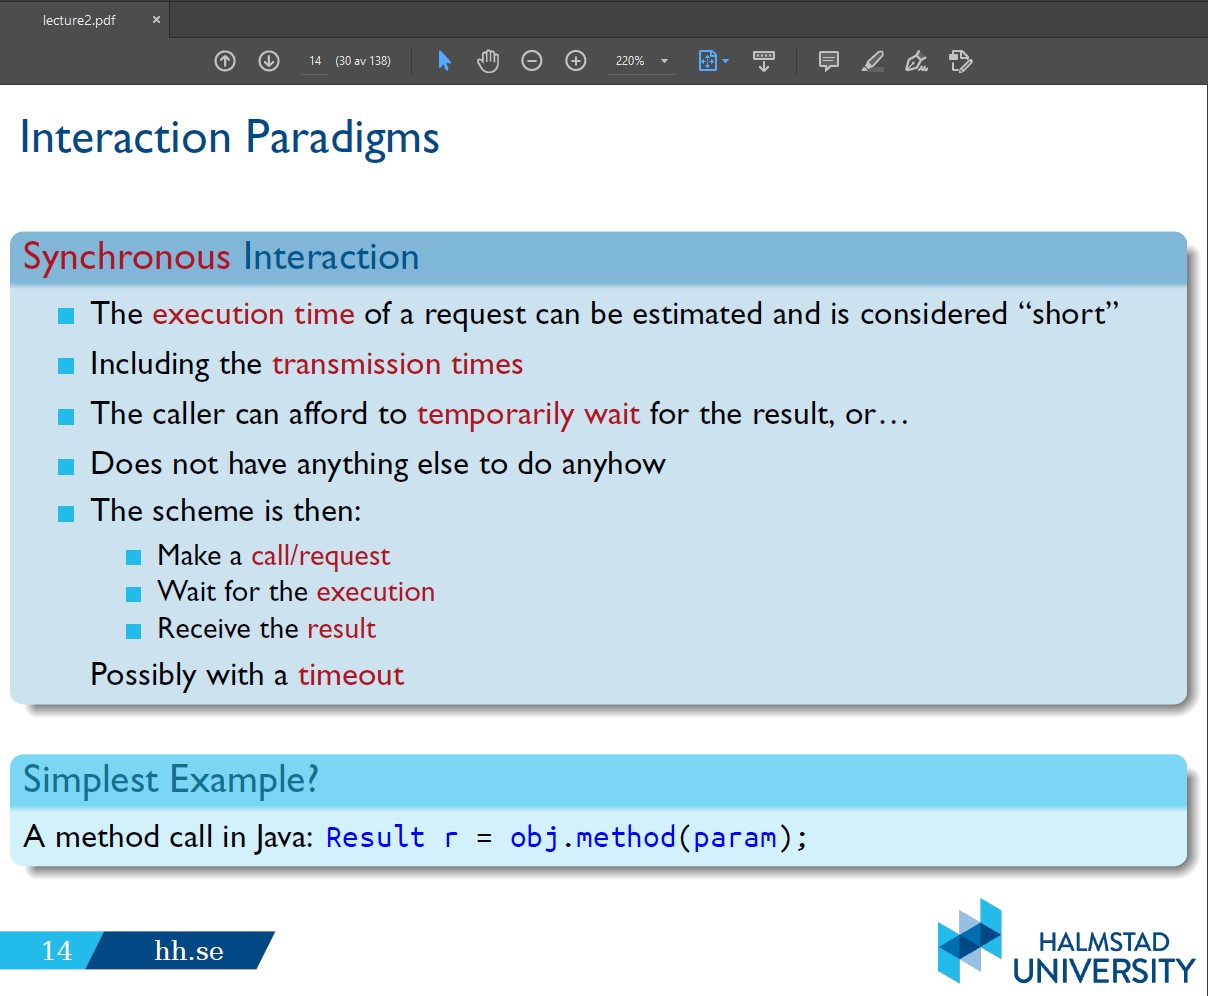 lecture2.pdf
14 (30 av 138) 220%
Interaction Paradigms
Synchronous Interaction
The execution time of a request can be estimated and is considered “short”
Including the transmission times
The caller can afford to temporarily wait for the result, or…
Does not have anything else to do anyhow
The scheme is then:
Make a call/request
Wait for the execution
Receive the result
Possibly with a timeout
Simplest Example?
A method call in Java: Result r = obj.method(param);
14 hh.se
HALMSTAD
UNIVERSITY